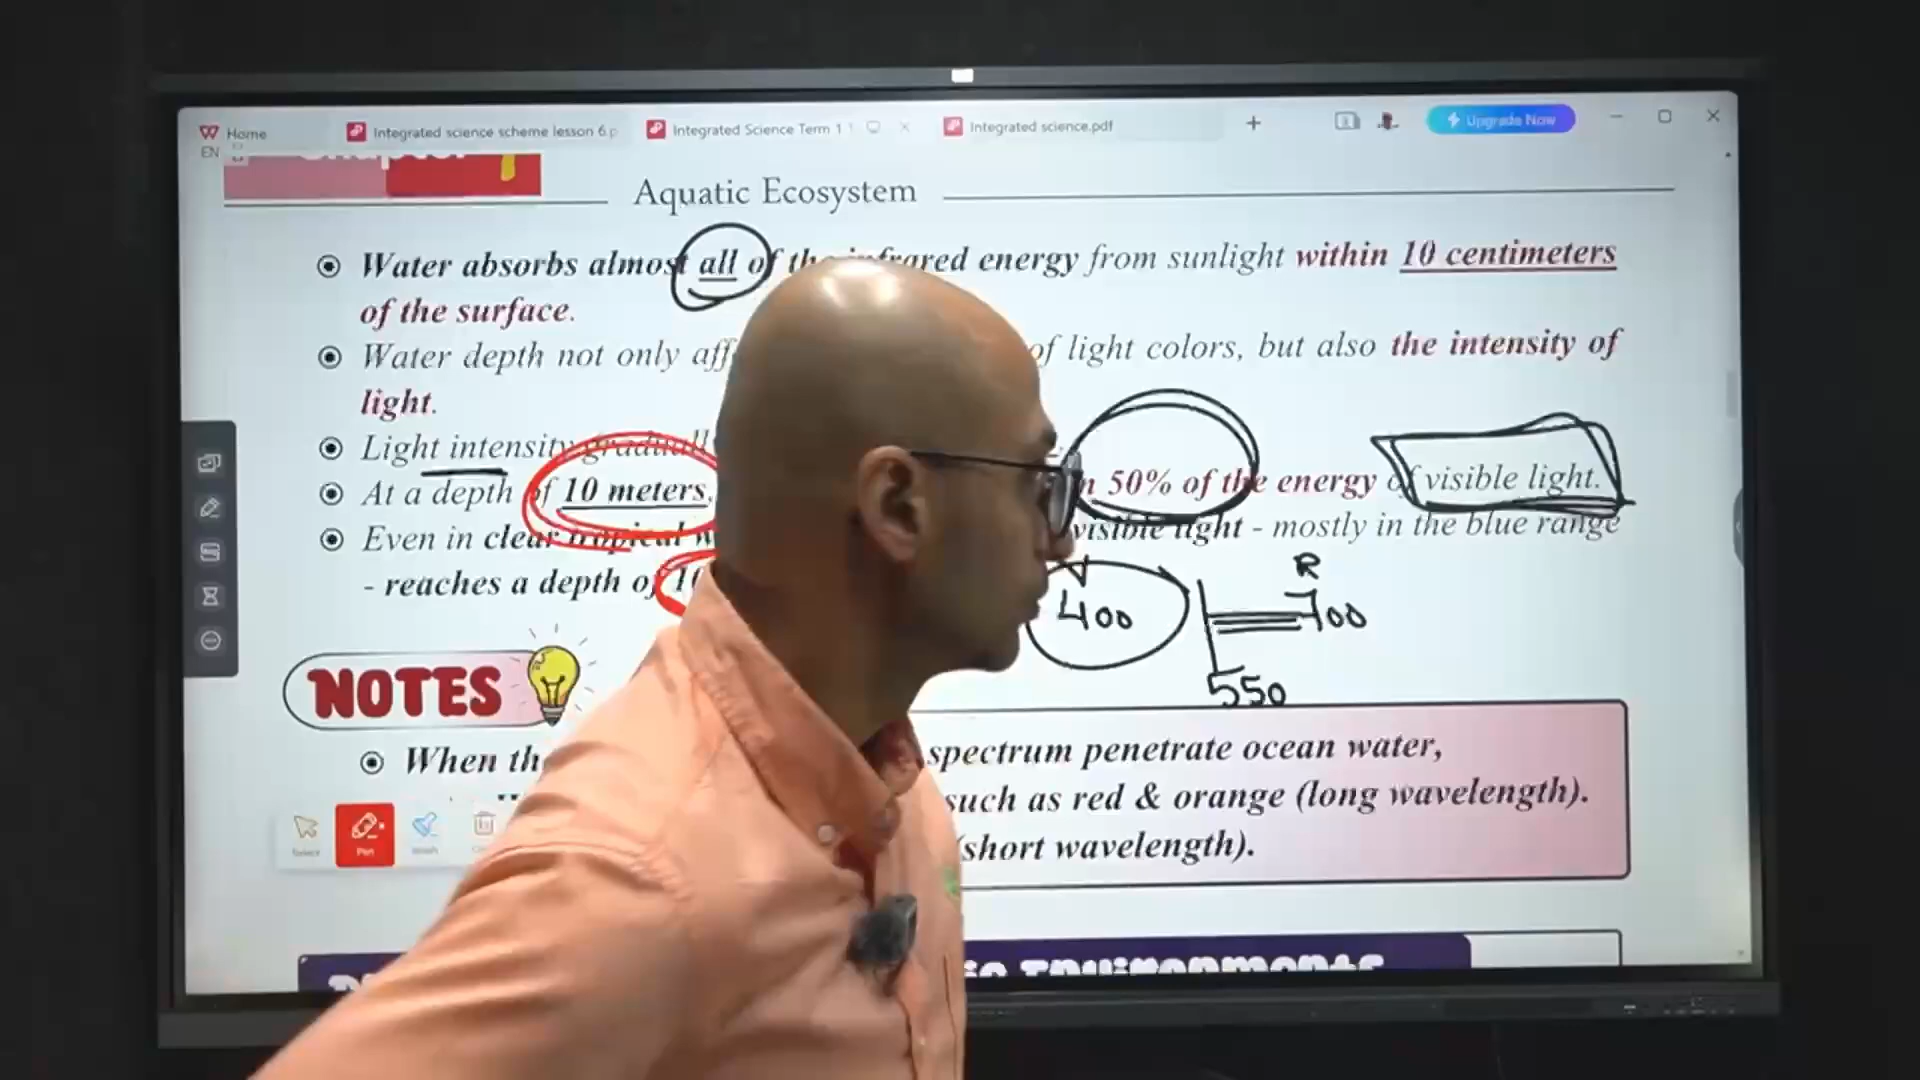 Home
Integrated science scheme lesson 6.p
Integrated Science Term 1
Integrated science.pdf
Upgrade Now
EN
Chapter
Aquatic Ecosystem
Water absorbs almost all of the infrared energy from sunlight within 10 centimeters
of the surface.
Water depth not only of light colors, but also the intensity of
light.
Light intensity
At a depth of 10 meters, 50% of the energy of visible light.
Even in clear tropical visible light - mostly in the blue range
- reaches a depth of
V
400
R
700
550
NOTES
When spectrum penetrate ocean water,
such as red & orange (long wavelength).
(short wavelength).
Select
Pen